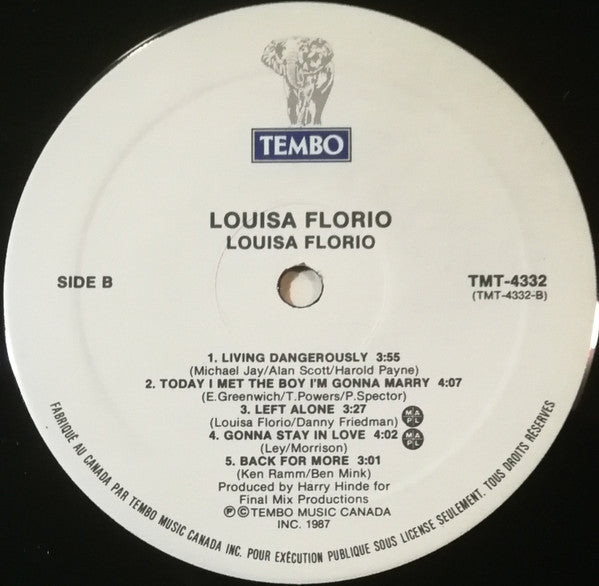 TEMBO
LOUISA FLORIO
LOUISA FLORIO
SIDE B
TMT-4332
(TMT-4332-B)
1. LIVING DANGEROUSLY 3:55
(Michael Jay/Alan Scott/Harold Payne)
2. TODAY I MET THE BOY I'M GONNA MARRY 4:07
(E.Greenwich/T.Powers/P.Spector)
3. LEFT ALONE 3:27
(Louisa Florio/Danny Friedman)
MAPL
4. GONNA STAY IN LOVE 4:02
(Ley/Morrison)
MAPL
5. BACK FOR MORE 3:01
(Ken Ramm/Ben Mink)
Produced by Harry Hinde for
Final Mix Productions
℗©TEMBO MUSIC CANADA
INC. 1987
FABRIQUÉ AU CANADA PAR TEMBO MUSIC CANADA INC. POUR EXÉCUTION PUBLIQUE SOUS LICENSE SEULEMENT. TOUS DROITS RÉSERVES